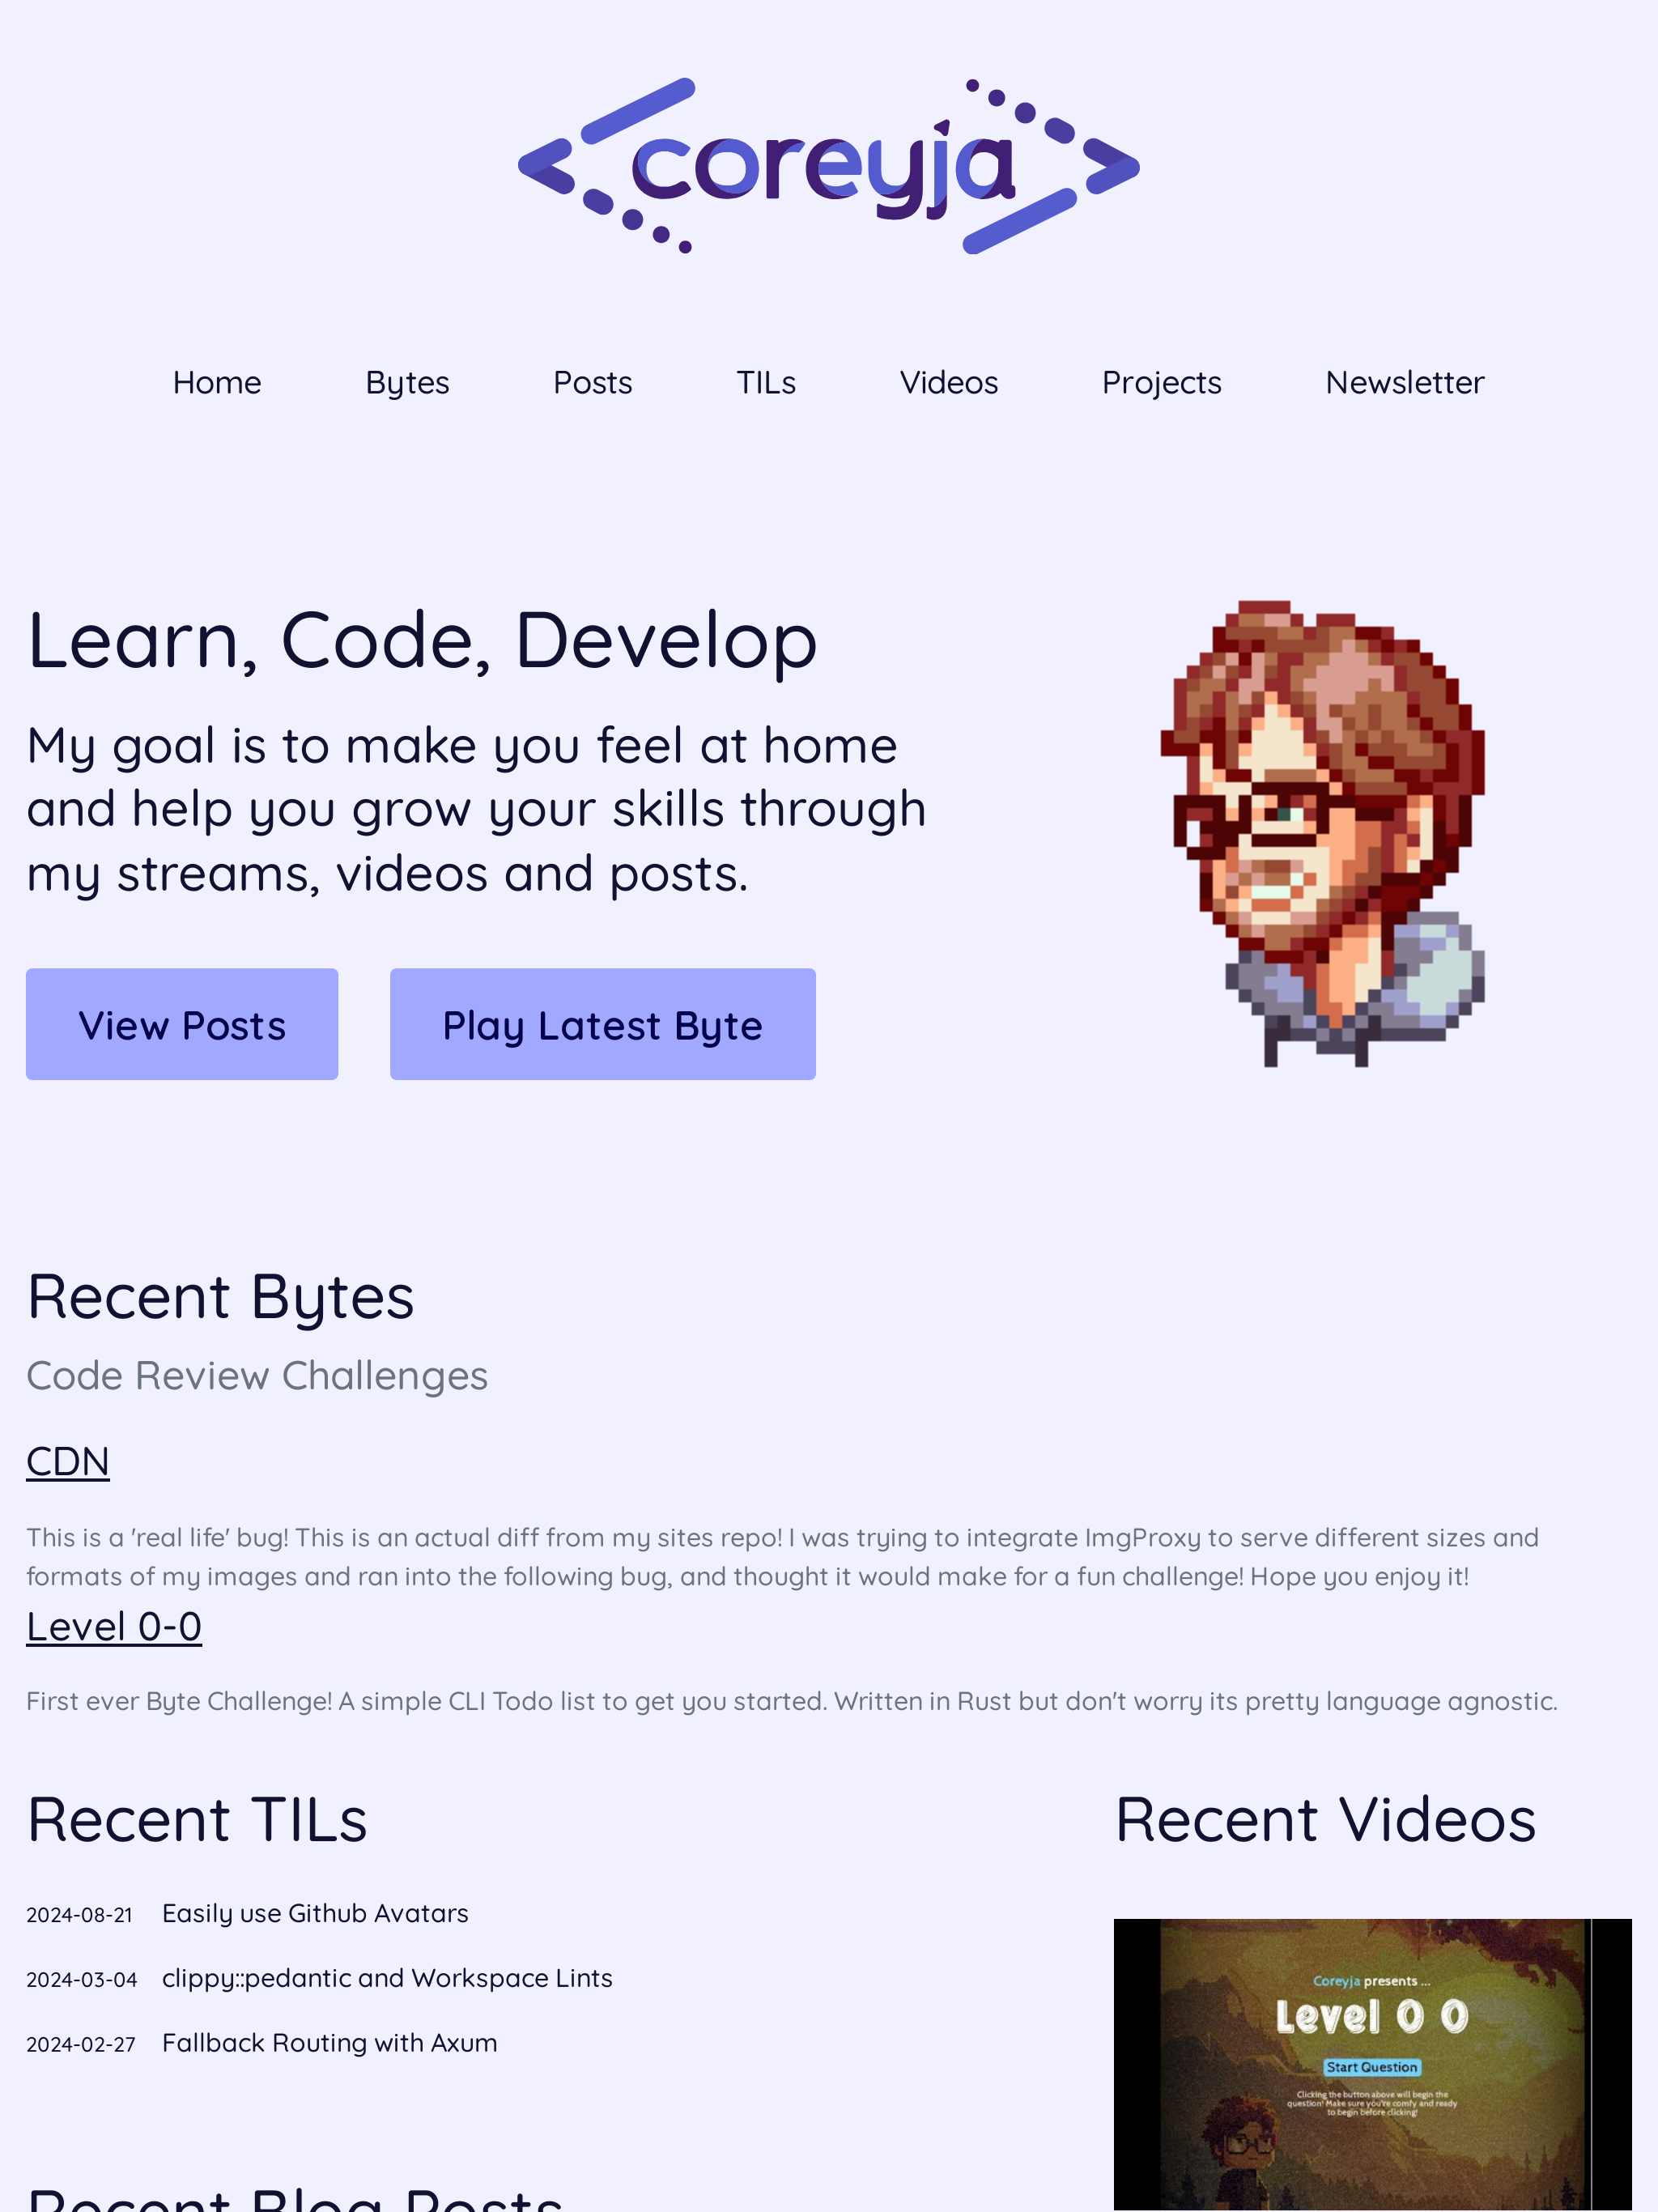 coreyja
Home Bytes Posts TILs Videos Projects Newsletter
Learn, Code, Develop
My goal is to make you feel at home
and help you grow your skills through
my streams, videos and posts.
View Posts Play Latest Byte
Recent Bytes
Code Review Challenges
CDN
This is a 'real life' bug! This is an actual diff from my sites repo! I was trying to integrate ImgProxy to serve different sizes and
formats of my images and ran into the following bug, and thought it would make for a fun challenge! Hope you enjoy it!
Level 0-0
First ever Byte Challenge! A simple CLI Todo list to get you started. Written in Rust but don't worry its pretty language agnostic.
Recent TILs
2024-08-21 Easily use Github Avatars
2024-03-04 clippy::pedantic and Workspace Lints
2024-02-27 Fallback Routing with Axum
Recent Videos
Coreyja presents ...
Level 0 0
Start Question
Clicking the button above will begin the
question! Make sure you're comfy and ready
to begin before clicking!
Recent Blog Posts